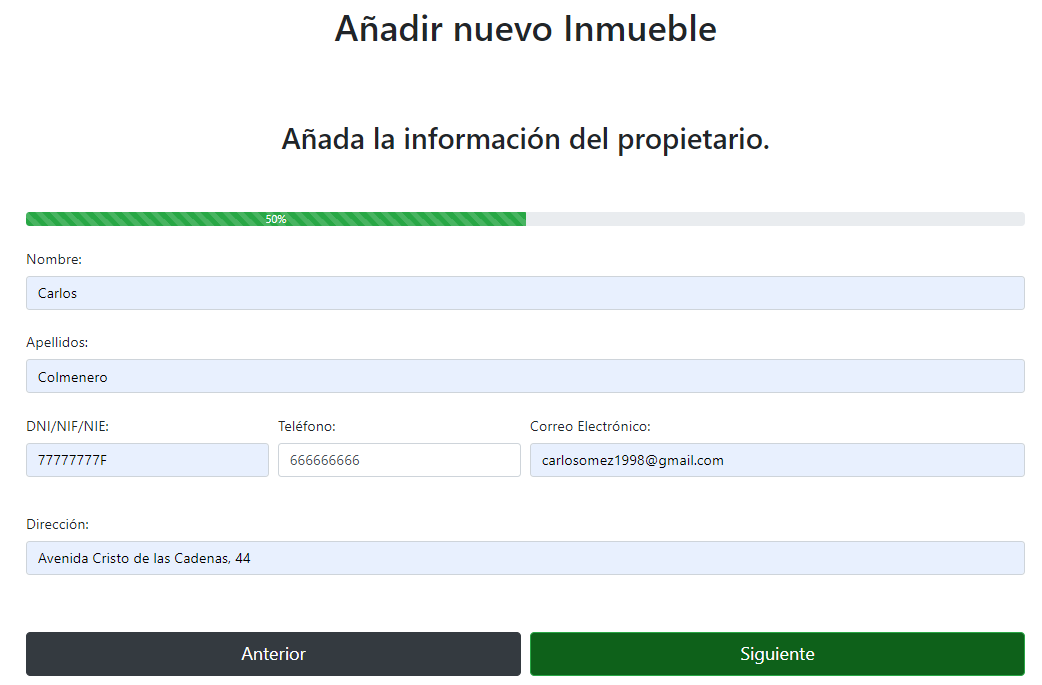 Añadir nuevo Inmueble
Añada la información del propietario.
50%
Nombre:
Carlos
Apellidos:
Colmenero
DNI/NIF/NIE: Teléfono: Correo Electrónico:
77777777F 666666666 carlosomez1998@gmail.com
Dirección:
Avenida Cristo de las Cadenas, 44
Anterior Siguiente